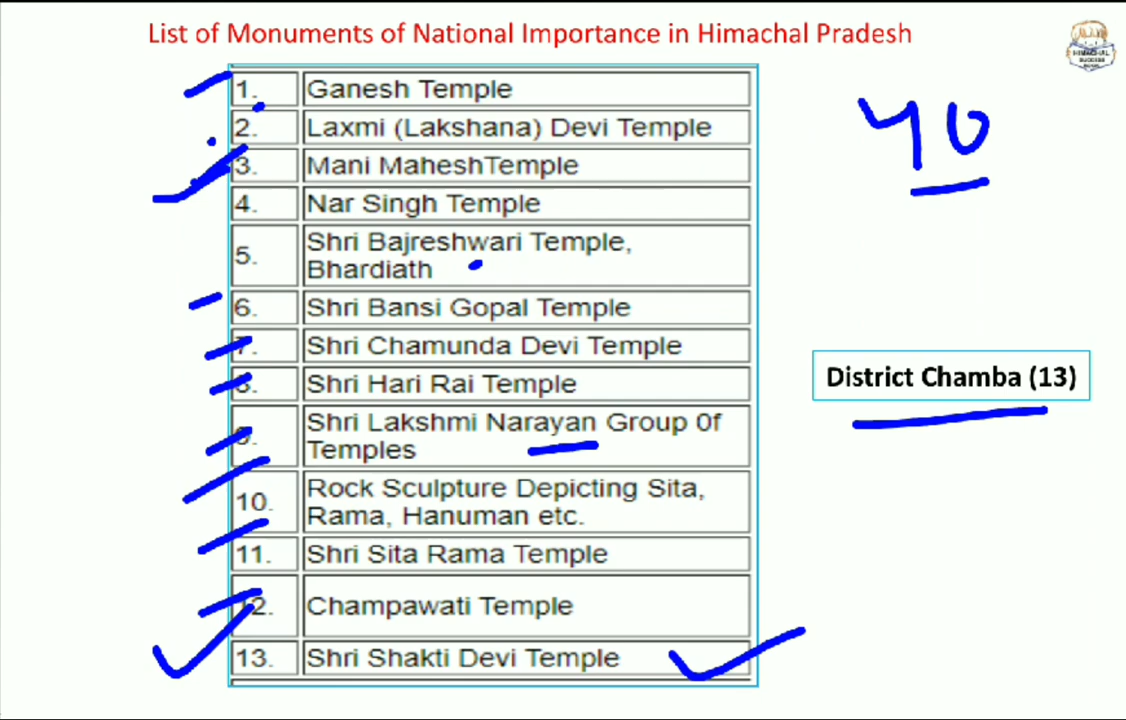 List of Monuments of National Importance in Himachal Pradesh
HIMACHAL
SUCCESS
40
1. Ganesh Temple
2. Laxmi (Lakshana) Devi Temple
3. Mani MaheshTemple
4. Nar Singh Temple
5. Shri Bajreshwari Temple,
Bhardiath
6. Shri Bansi Gopal Temple
7. Shri Chamunda Devi Temple
8. Shri Hari Rai Temple
9. Shri Lakshmi Narayan Group 0f
Temples
10. Rock Sculpture Depicting Sita,
Rama, Hanuman etc.
11. Shri Sita Rama Temple
12. Champawati Temple
13. Shri Shakti Devi Temple
District Chamba (13)